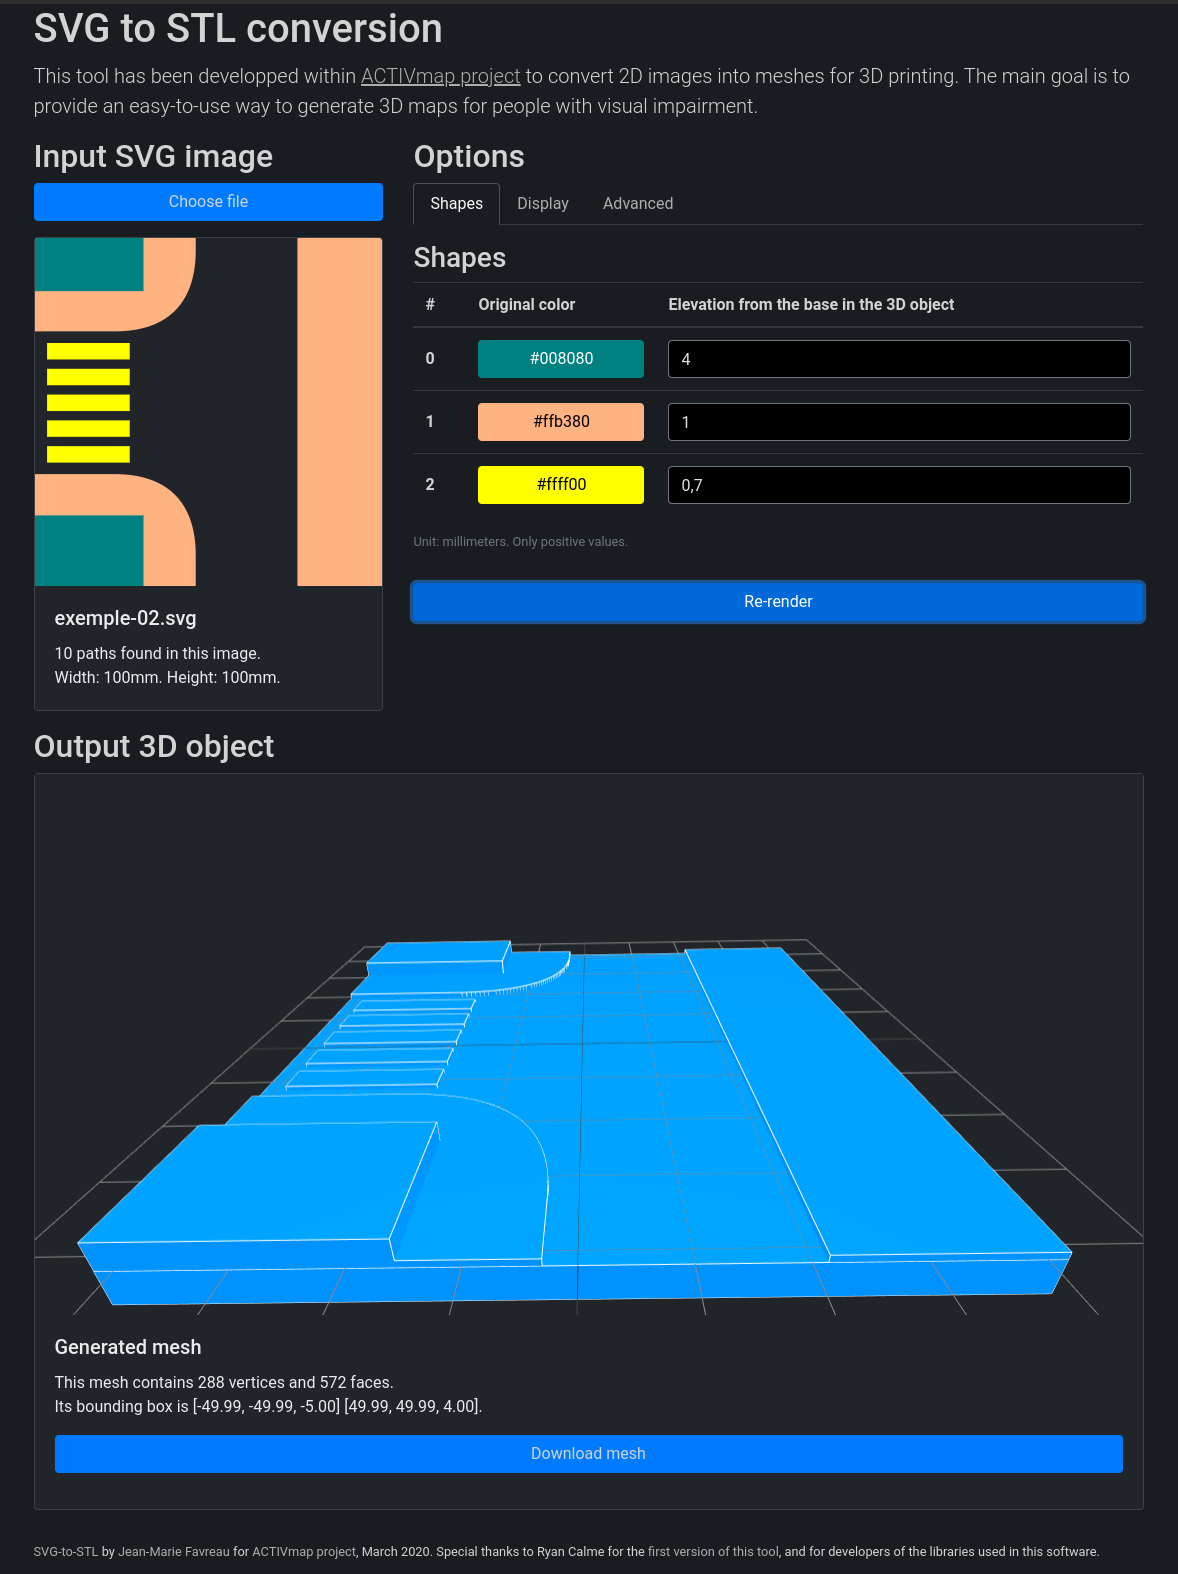 SVG to STL conversion
This tool has been developped within ACTIVmap project to convert 2D images into meshes for 3D printing. The main goal is to
provide an easy-to-use way to generate 3D maps for people with visual impairment.
Input SVG image
Choose file
exemple-02.svg
10 paths found in this image.
Width: 100mm. Height: 100mm.
Options
Shapes Display Advanced
Shapes
# Original color Elevation from the base in the 3D object
0 #008080 4
1 #ffb380 1
2 #ffff00 0,7
Unit: millimeters. Only positive values.
Re-render
Output 3D object
Generated mesh
This mesh contains 288 vertices and 572 faces.
Its bounding box is [-49.99, -49.99, -5.00] [49.99, 49.99, 4.00].
Download mesh
SVG-to-STL by Jean-Marie Favreau for ACTIVmap project, March 2020. Special thanks to Ryan Calme for the first version of this tool, and for developers of the libraries used in this software.